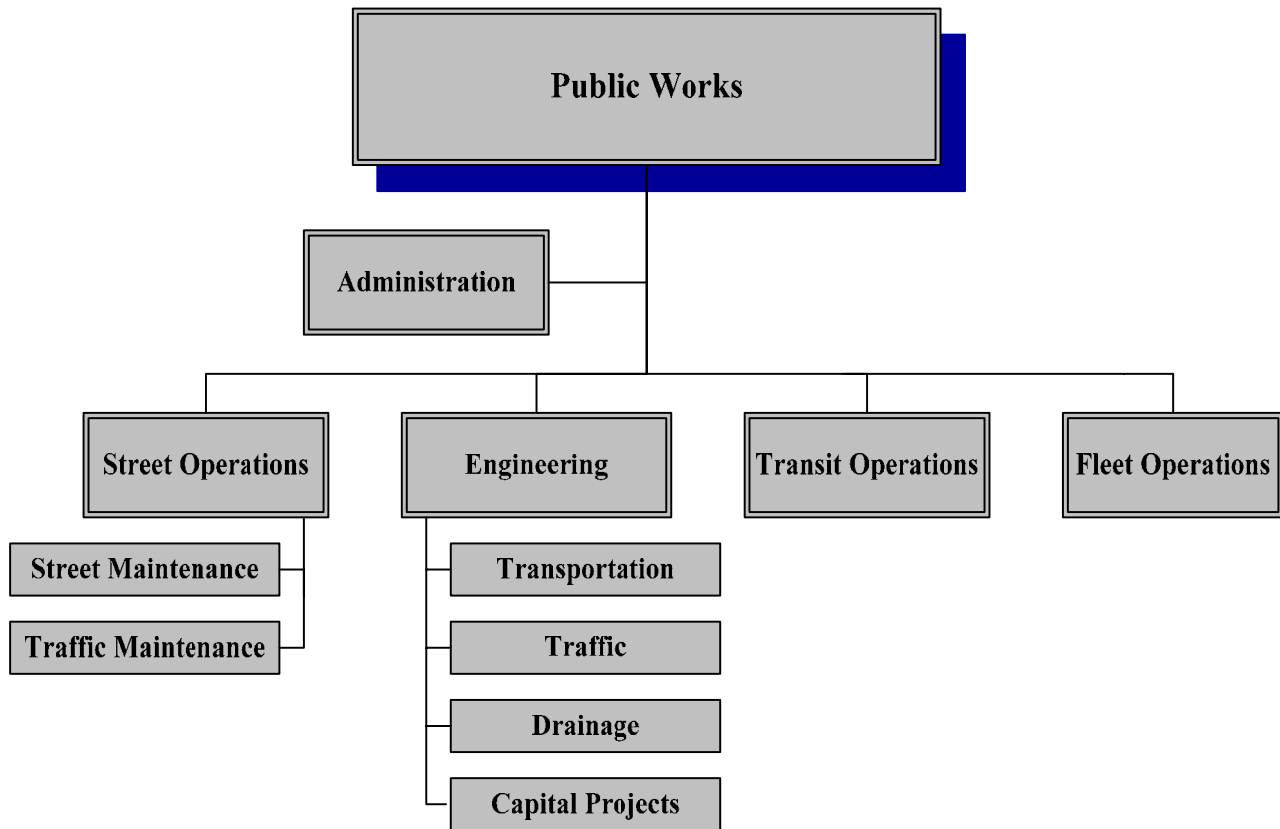 Public Works
Administration
Street Operations
Engineering
Transit Operations
Fleet Operations
Street Maintenance
Transportation
Traffic Maintenance
Traffic
Drainage
Capital Projects